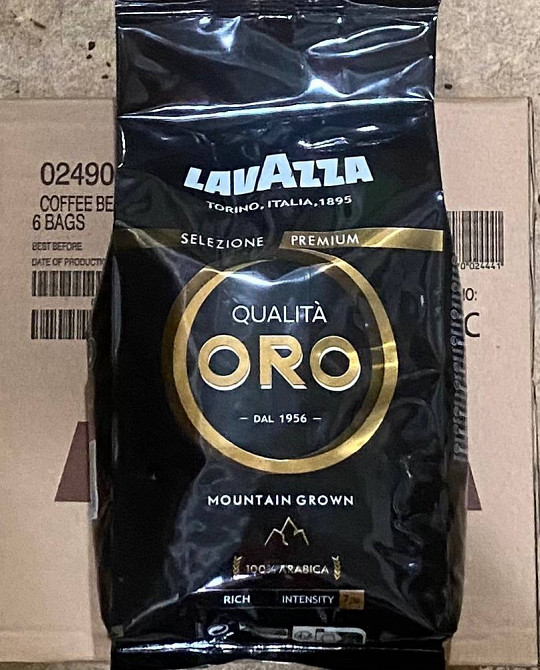 LAVAZZA
TORINO, ITALIA, 1895
SELEZIONE PREMIUM
QUALITÀ
ORO
DAL 1956
MOUNTAIN GROWN
100% ARABICA
RICH INTENSITY
02490
COFFEE BE
6 BAGS
BEST BEFORE
DATE OF PRODUCTIO
IO:
C